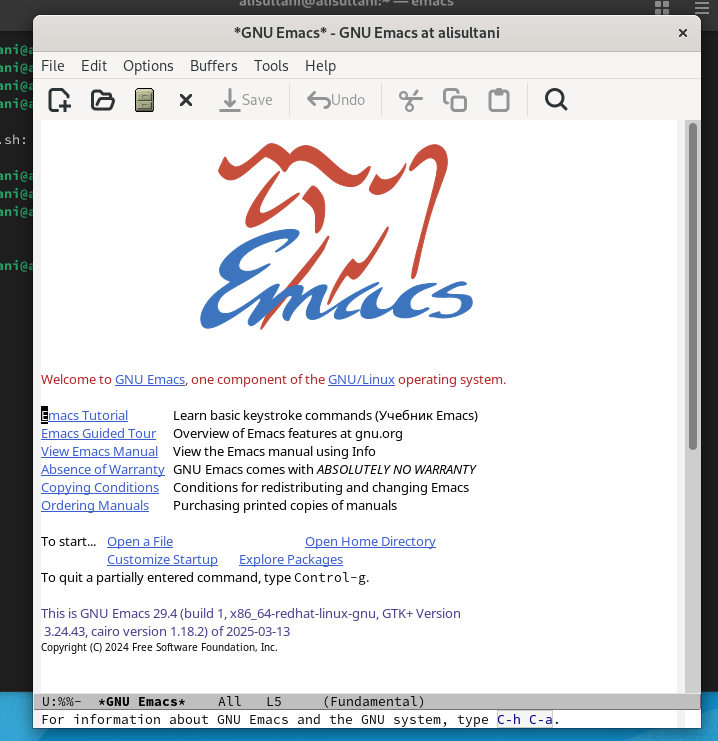 alisultani@alisultani:~ — emacs
*GNU Emacs* - GNU Emacs at alisultani
File Edit Options Buffers Tools Help
Save Undo
ani@a
ani@a
ani@a
ani@a
.sh:
ani@a
ani@a
ani@a
ani@a
Emacs
Welcome to GNU Emacs, one component of the GNU/Linux operating system.
Emacs Tutorial Learn basic keystroke commands (Учебник Emacs)
Emacs Guided Tour Overview of Emacs features at gnu.org
View Emacs Manual View the Emacs manual using Info
Absence of Warranty GNU Emacs comes with ABSOLUTELY NO WARRANTY
Copying Conditions Conditions for redistributing and changing Emacs
Ordering Manuals Purchasing printed copies of manuals
To start... Open a File Open Home Directory
Customize Startup Explore Packages
To quit a partially entered command, type Control-g.
This is GNU Emacs 29.4 (build 1, x86_64-redhat-linux-gnu, GTK+ Version
3.24.43, cairo version 1.18.2) of 2025-03-13
Copyright (C) 2024 Free Software Foundation, Inc.
U:%%- *GNU Emacs* All L5 (Fundamental)
For information about GNU Emacs and the GNU system, type C-h C-a.